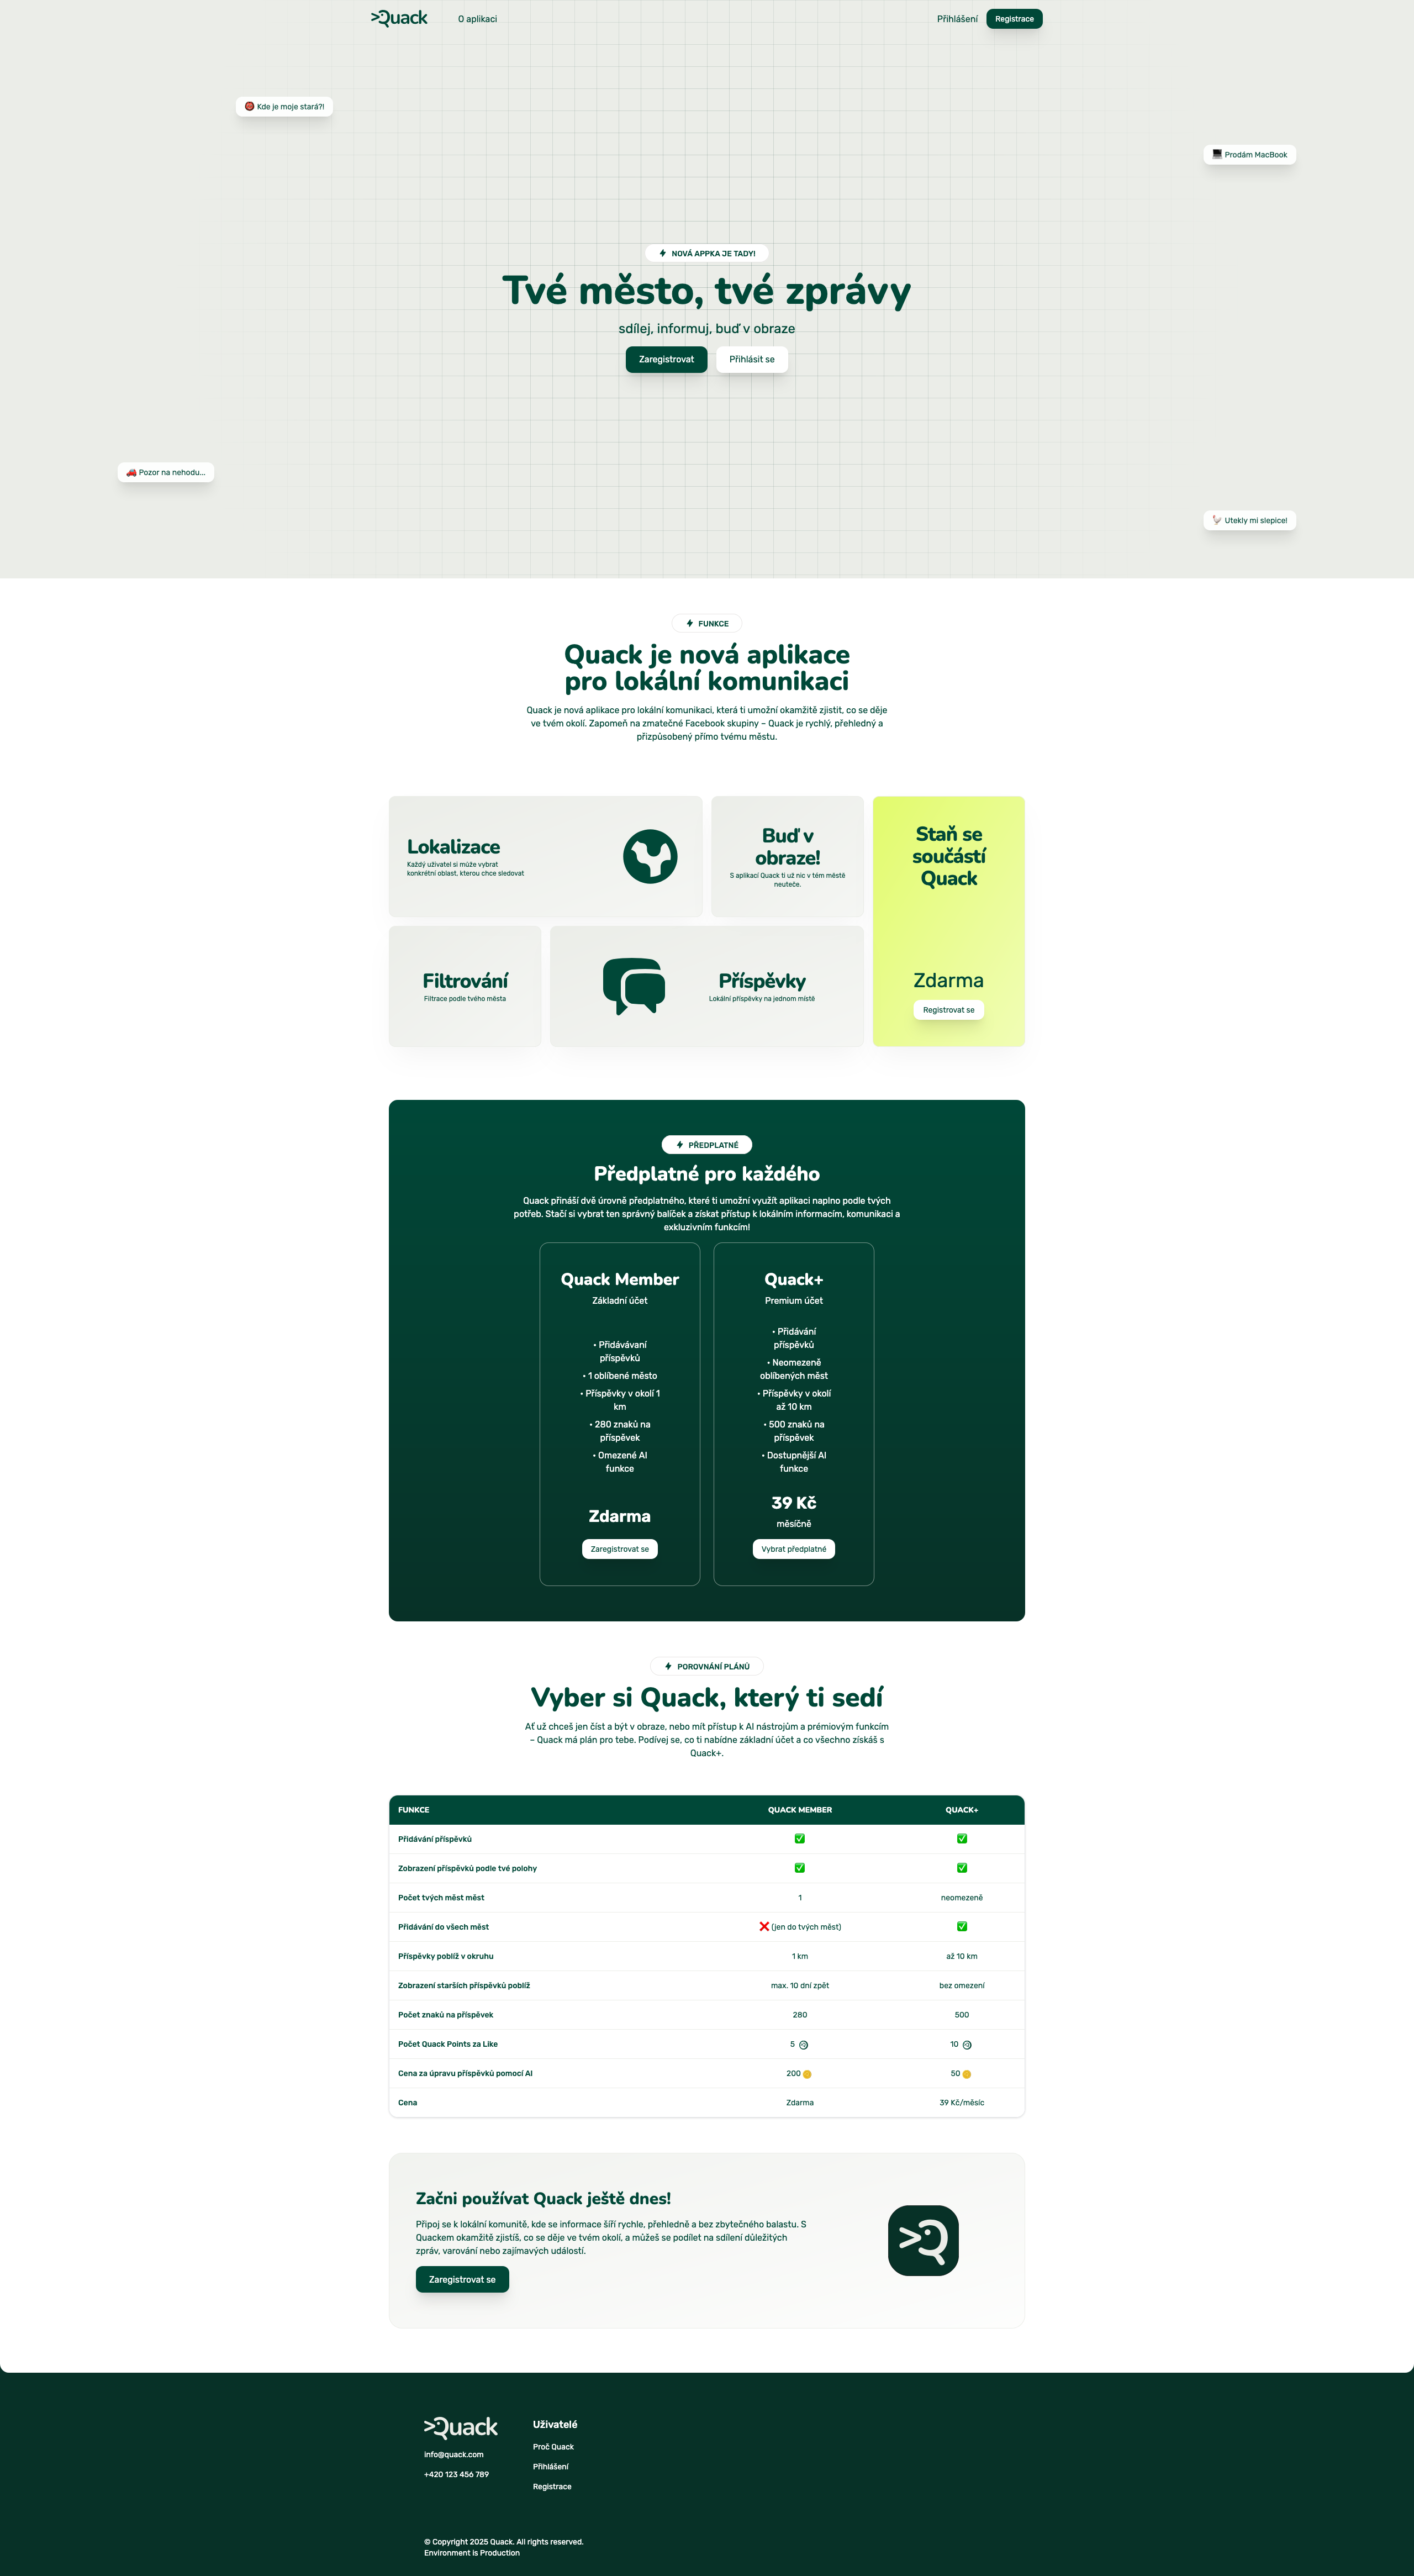 Quack
O aplikaci
Přihlášení
Registrace
Kde je moje stará?!
Prodám MacBook
NOVÁ APPKA JE TADY!
Tvé město, tvé zprávy
sdílej, informuj, buď v obraze
Zaregistrovat
Přihlásit se
Pozor na nehodu...
Utekly mi slepice!
FUNKCE
Quack je nová aplikace
pro lokální komunikaci
Quack je nová aplikace pro lokální komunikaci, která ti umožní okamžitě zjistit, co se děje
ve tvém okolí. Zapomeň na zmatečné Facebook skupiny – Quack je rychlý, přehledný a
přizpůsobený přímo tvému městu.
Lokalizace
Každý uživatel si může vybrat
konkrétní oblast, kterou chce sledovat
Buď v
obraze!
S aplikací Quack ti už nic v tém městě
neuteče.
Staň se
součástí
Quack
Zdarma
Registrovat se
Filtrování
Filtrace podle tvého města
Příspěvky
Lokální příspěvky na jednom místě
PŘEDPLATNÉ
Předplatné pro každého
Quack přináší dvě úrovně předplatného, které ti umožní využít aplikaci naplno podle tvých
potřeb. Stačí si vybrat ten správný balíček a získat přístup k lokálním informacím, komunikaci a
exkluzivním funkcím!
Quack Member
Základní účet
• Přidávávaní
příspěvků
• 1 oblíbené město
• Příspěvky v okolí 1
km
• 280 znaků na
příspěvek
• Omezené AI
funkce
Zdarma
Zaregistrovat se
Quack+
Premium účet
• Přidávání
příspěvků
• Neomezeně
oblíbených měst
• Příspěvky v okolí
až 10 km
• 500 znaků na
příspěvek
• Dostupnější AI
funkce
39 Kč
měsíčně
Vybrat předplatné
POROVNÁNÍ PLÁNŮ
Vyber si Quack, který ti sedí
Ať už chceš jen číst a být v obraze, nebo mít přístup k AI nástrojům a prémiovým funkcím
– Quack má plán pro tebe. Podívej se, co ti nabídne základní účet a co všechno získáš s
Quack+.
FUNKCE QUACK MEMBER QUACK+
Přidávání příspěvků ✅ ✅
Zobrazení příspěvků podle tvé polohy ✅ ✅
Počet tvých měst měst 1 neomezeně
Přidávání do všech měst ❌ (jen do tvých měst) ✅
Příspěvky poblíž v okruhu 1 km až 10 km
Zobrazení starších příspěvků poblíž max. 10 dní zpět bez omezení
Počet znaků na příspěvek 280 500
Počet Quack Points za Like 5 10
Cena za úpravu příspěvků pomocí AI 200 50
Cena Zdarma 39 Kč/měsíc
Začni používat Quack ještě dnes!
Připoj se k lokální komunitě, kde se informace šíří rychle, přehledně a bez zbytečného balastu. S
Quackem okamžitě zjistíš, co se děje ve tvém okolí, a můžeš se podílet na sdílení důležitých
zpráv, varování nebo zajímavých událostí.
Zaregistrovat se
Quack
info@quack.com
+420 123 456 789
Uživatelé
Proč Quack
Přihlášení
Registrace
© Copyright 2025 Quack. All rights reserved.
Environment is Production